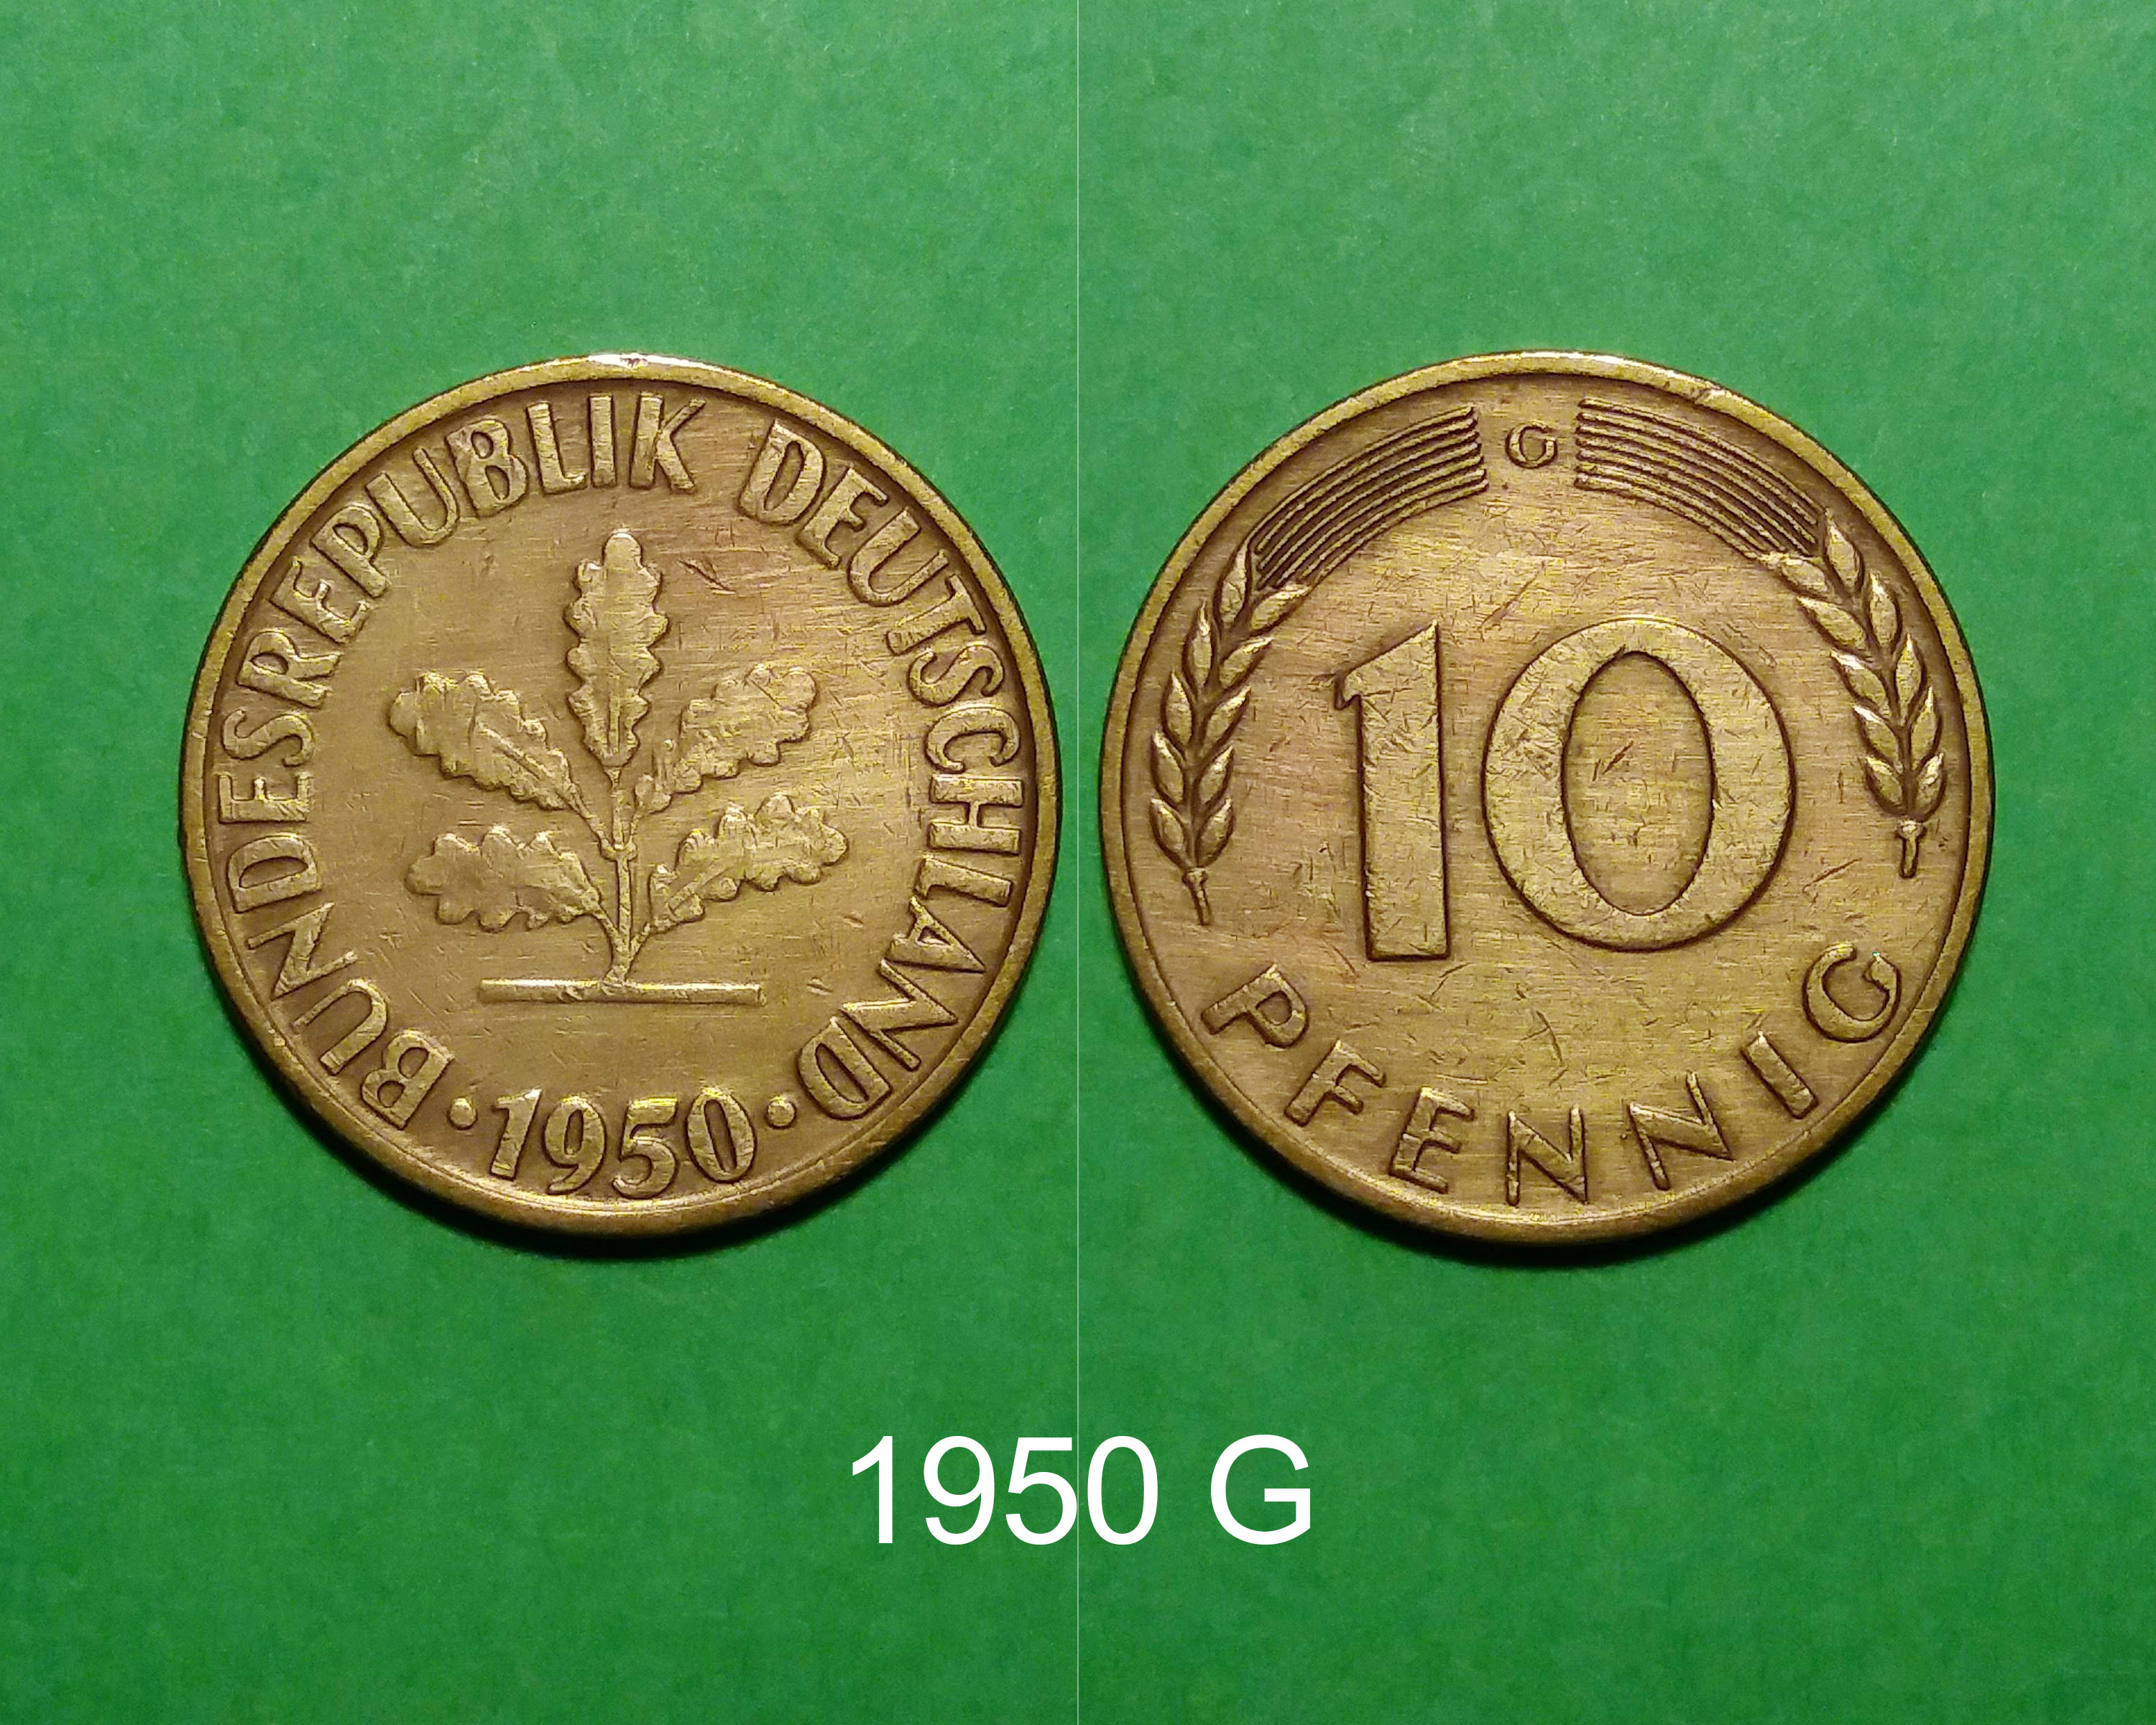 BUNDESREPUBLIK DEUTSCHLAND
·1950·
G
10
PFENNIG
1950 G